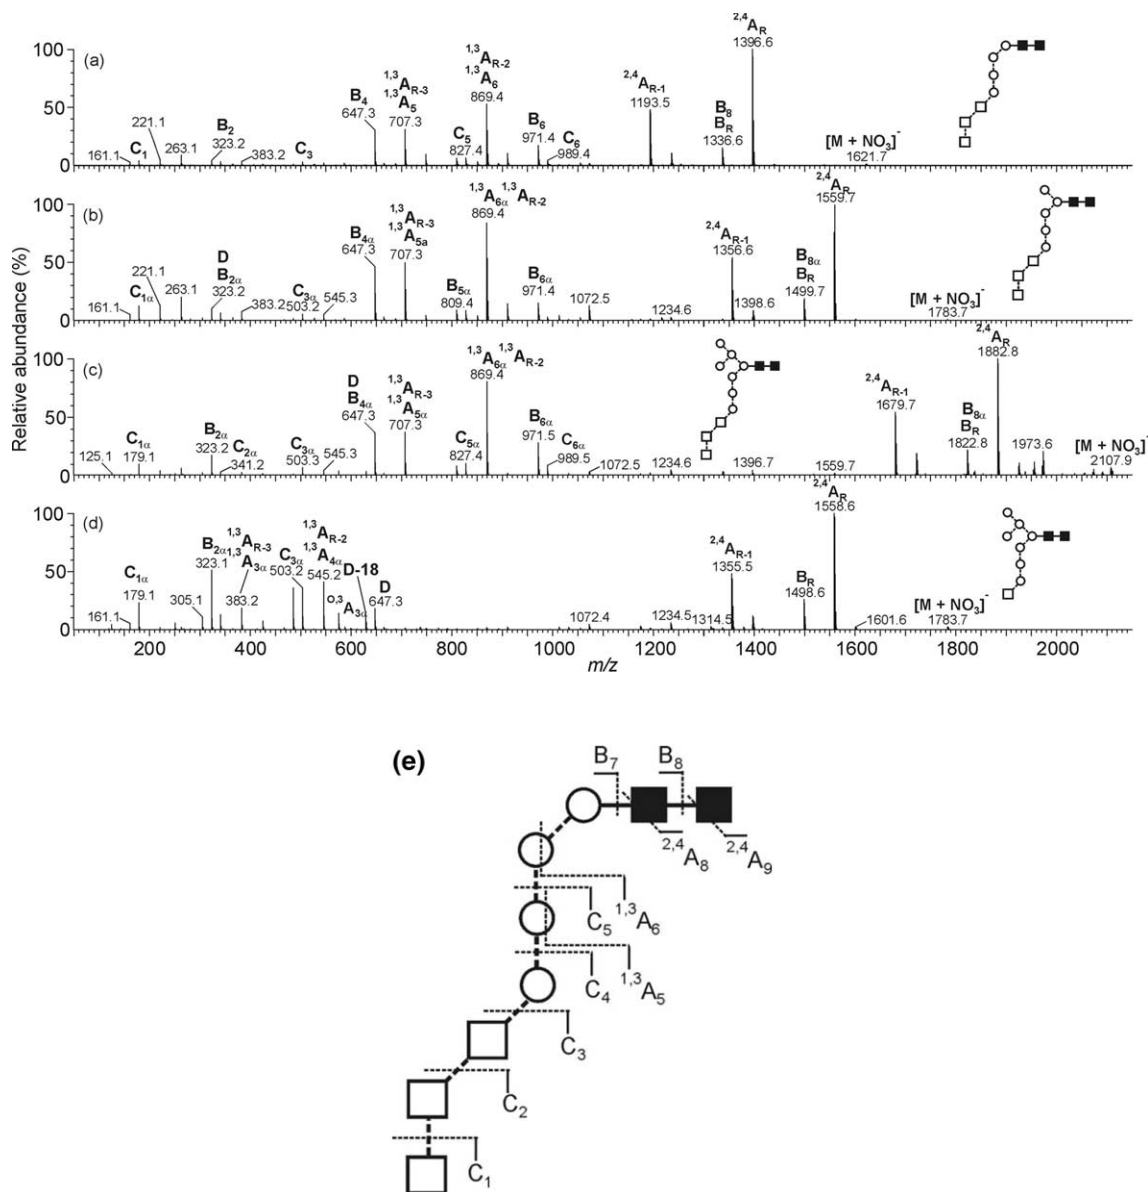 Relative abundance (%)
(a)
100
50
0
161.1
C1
221.1
263.1
B2
323.2
383.2
C3
B4
647.3
1,3AR-3
1,3A5
707.3
C5
827.4
1,3AR-2
1,3A6
869.4
B6
971.4
C6
989.4
2,4AR-1
1193.5
B8
BR
1336.6
2,4AR
1396.6
[M + NO3]-
1621.7
(b)
100
50
0
161.1
C1α
221.1
263.1
D
B2α
323.2
383.2
C3α
503.2
545.3
B4α
647.3
1,3AR-3
1,3A5a
707.3
B5α
809.4
1,3A6α 1,3AR-2
869.4
B6α
971.4
1072.5
1234.6
2,4AR-1
1356.6
1398.6
B8α
BR
1499.7
2,4AR
1559.7
[M + NO3]-
1783.7
(c)
100
50
0
125.1
C1α
179.1
B2α
323.2
C2α
341.2
C3α
503.3
545.3
D
B4α
647.3
1,3AR-3
1,3A5α
707.3
C5α
827.4
1,3A6α 1,3AR-2
869.4
B6α
971.5
C6α
989.5
1072.5
1234.6
1396.7
1559.7
2,4AR-1
1679.7
B8α
BR
1822.8
2,4AR
1882.8
1973.6
[M + NO3]-
2107.9
(d)
100
50
0
161.1
C1α
179.1
305.1
B2α
323.1
1,3AR-3
1,3A3α
383.2
C3α
503.2
1,3AR-2
1,3A4α
545.2
O,3A3α
D-18
D
647.3
1072.4
1234.5
1314.5
2,4AR-1
1355.5
BR
1498.6
2,4AR
1558.6
1601.6
[M + NO3]-
1783.7
200 400 600 800 1000 1200 1400 1600 1800 2000
m/z
(e)
B7
B8
2,4A8
2,4A9
C5
1,3A6
C4
1,3A5
C3
C2
C1